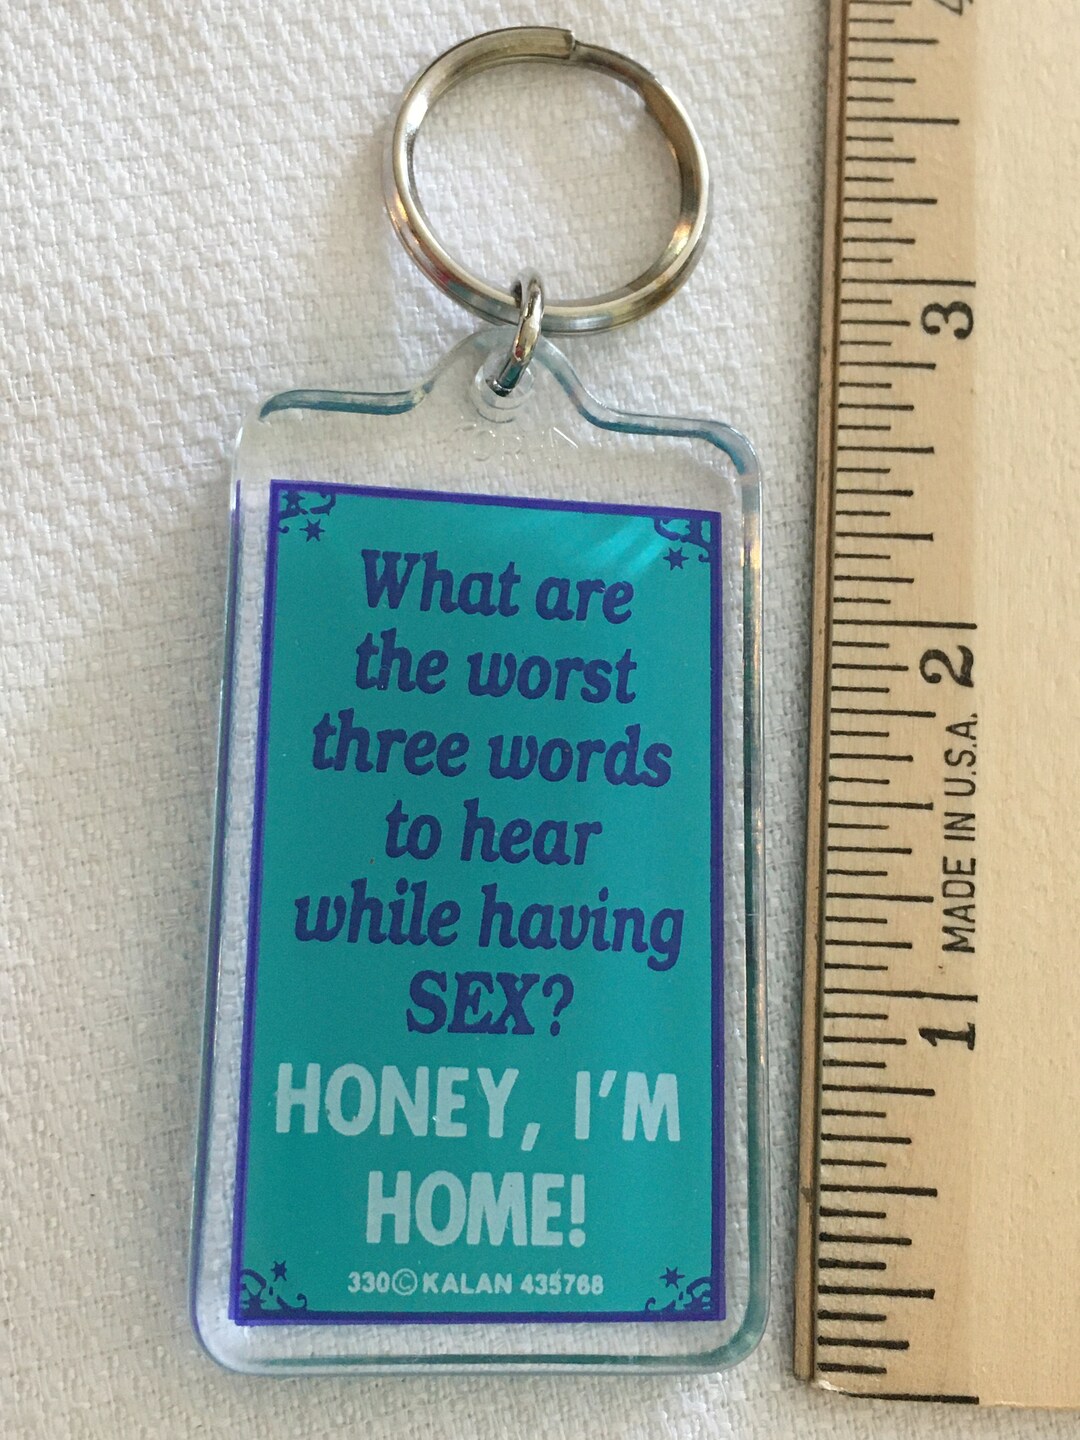 What are
the worst
three words
to hear
while having
SEX?
HONEY, I'M
HOME!
330© KALAN 435768
1
MADE IN U.S.A.
2
3
4